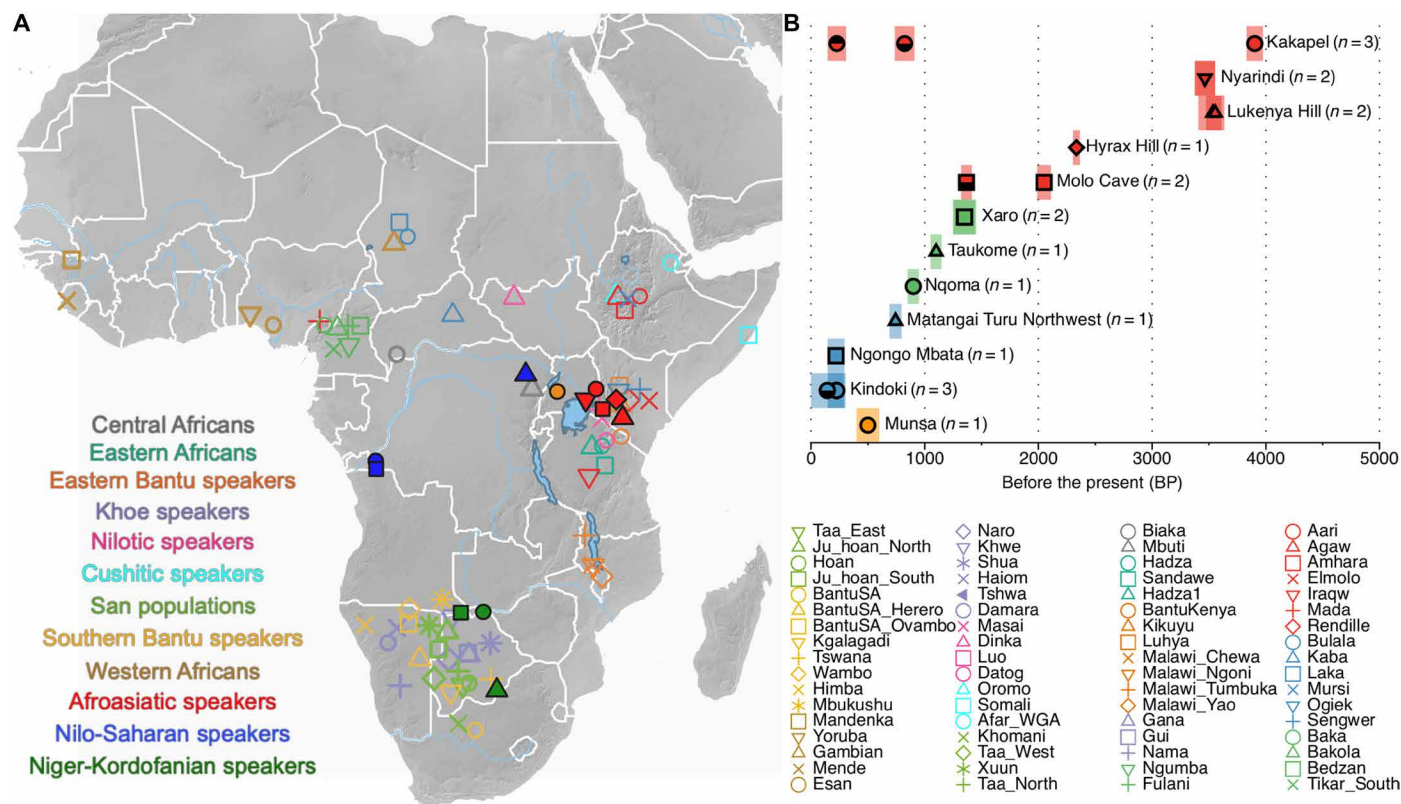 A
Central Africans
Eastern Africans
Eastern Bantu speakers
Khoe speakers
Nilotic speakers
Cushitic speakers
San populations
Southern Bantu speakers
Western Africans
Afroasiatic speakers
Nilo-Saharan speakers
Niger-Kordofanian speakers
B
Kakapel (n = 3)
Nyarindi (n = 2)
Lukenya Hill (n = 2)
Hyrax Hill (n = 1)
Molo Cave (n = 2)
Xaro (n = 2)
Taukome (n = 1)
Nqoma (n = 1)
Matangai Turu Northwest (n = 1)
Ngongo Mbata (n = 1)
Kindoki (n = 3)
Munsa (n = 1)
0 1000 2000 3000 4000 5000
Before the present (BP)
Taa_East
Ju_hoan_North
Hoan
Ju_hoan_South
BantuSA
BantuSA_Herero
BantuSA_Ovambo
Kgalagadi
Tswana
Wambo
Himba
Mbukushu
Mandenka
Yoruba
Gambian
Mende
Esan
Naro
Khwe
Shua
Haiom
Tshwa
Damara
Masai
Dinka
Luo
Datog
Oromo
Somali
Afar_WGA
Khomani
Taa_West
Xuun
Taa_North
Biaka
Mbuti
Hadza
Sandawe
Hadza1
BantuKenya
Kikuyu
Luhya
Malawi_Chewa
Malawi_Ngoni
Malawi_Tumbuka
Malawi_Yao
Gana
Gui
Nama
Ngumba
Fulani
Aari
Agaw
Amhara
Elmolo
Iraqw
Mada
Rendille
Bulala
Kaba
Laka
Mursi
Ogiek
Sengwer
Baka
Bakola
Bedzan
Tikar_South